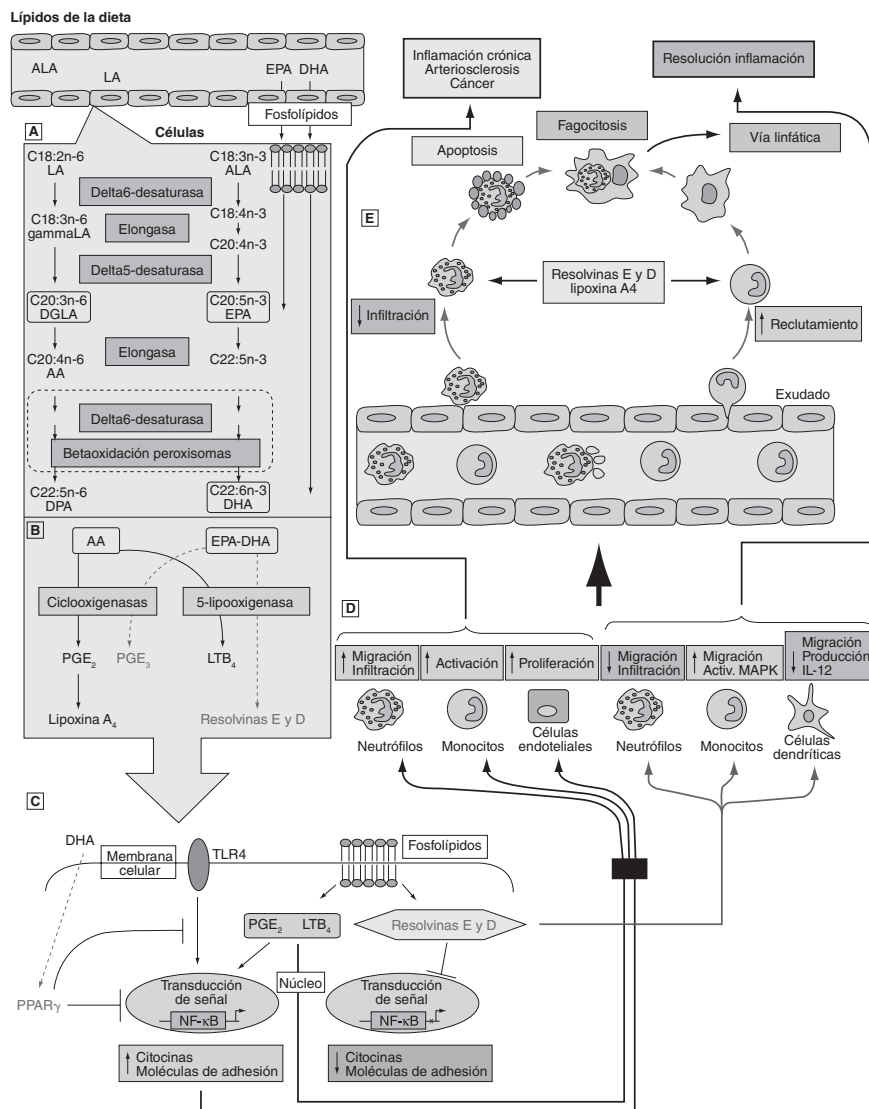 Lípidos de la dieta
ALA
LA
EPA DHA
Fosfolípidos
A
Células
C18:2n-6
LA
C18:3n-3
ALA
Delta6-desaturasa
C18:3n-6
gammaLA
C18:4n-3
Elongasa
C20:4n-3
Delta5-desaturasa
C20:3n-6
DGLA
C20:5n-3
EPA
Elongasa
C20:4n-6
AA
C22:5n-3
Delta6-desaturasa
Betaoxidación peroxisomas
C22:5n-6
DPA
C22:6n-3
DHA
B
AA
EPA-DHA
Ciclooxigenasas
5-lipooxigenasa
PGE2
PGE3
LTB4
Lipoxina A4
Resolvinas E y D
C
DHA
Membrana
celular
TLR4
Fosfolípidos
PGE2 LTB4
Resolvinas E y D
PPARγ
Núcleo
Transducción
de señal
NF-κB
Transducción
de señal
NF-κB
↑ Citocinas
Moléculas de adhesión
↓ Citocinas
Moléculas de adhesión
D
↑ Migración
Infiltración
↑ Activación
↑ Proliferación
↓ Migración
Infiltración
↑ Migración
Activ. MAPK
↓ Migración
Producción
IL-12
Neutrófilos
Monocitos
Células
endoteliales
Neutrófilos
Monocitos
Células
dendríticas
E
Inflamación crónica
Arteriosclerosis
Cáncer
Resolución inflamación
Fagocitosis
Vía linfática
Apoptosis
Resolvinas E y D
lipoxina A4
↓ Infiltración
↑ Reclutamiento
Exudado